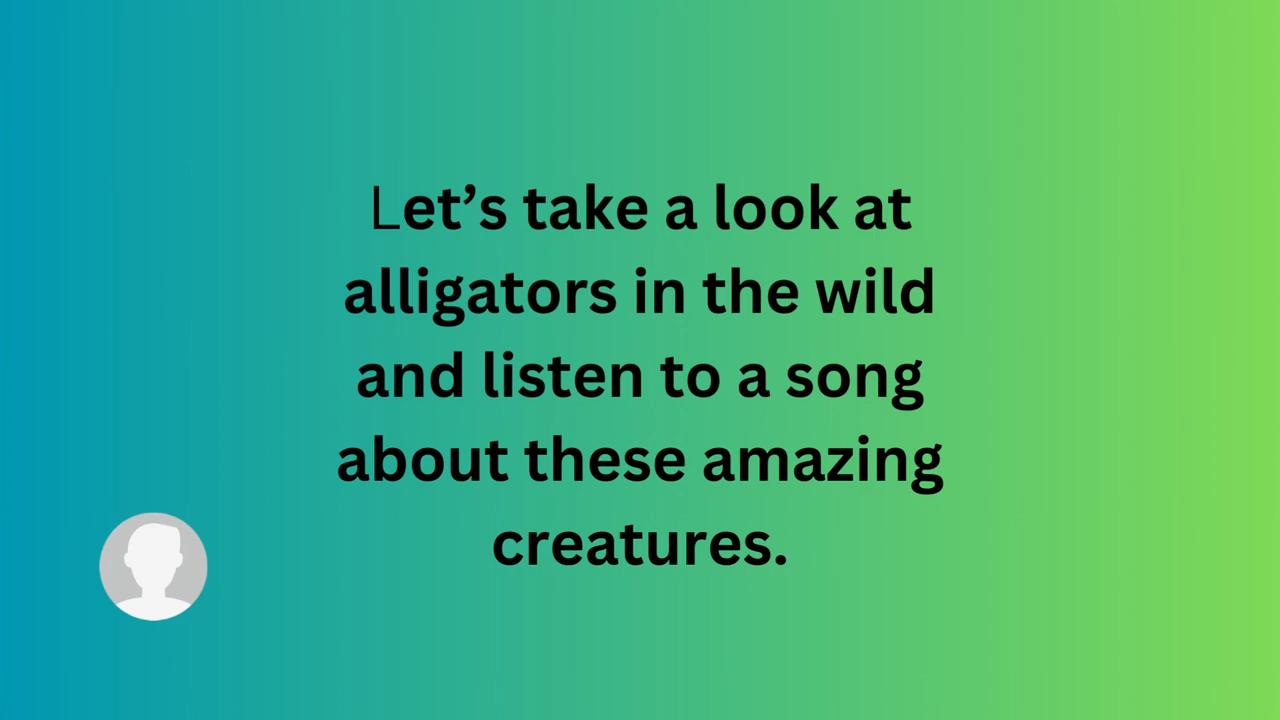 Let’s take a look at
alligators in the wild
and listen to a song
about these amazing
creatures.